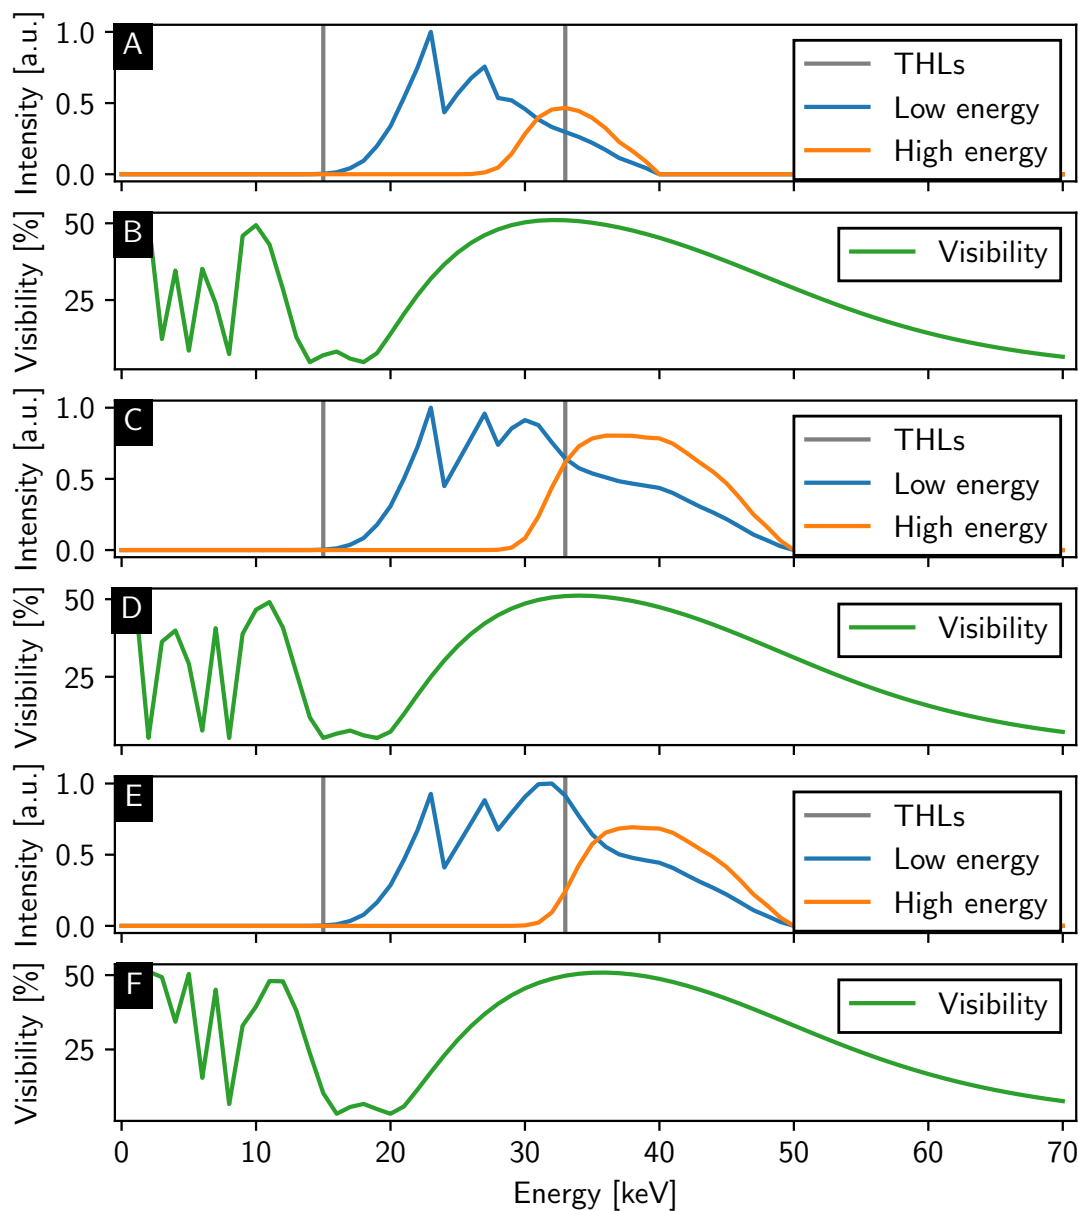 A
Intensity [a.u.]
1.0
0.5
0.0
THLs
Low energy
High energy
B
Visibility [%]
50
25
Visibility
C
Intensity [a.u.]
1.0
0.5
0.0
THLs
Low energy
High energy
D
Visibility [%]
50
25
Visibility
E
Intensity [a.u.]
1.0
0.5
0.0
THLs
Low energy
High energy
F
Visibility [%]
50
25
Visibility
0 10 20 30 40 50 60 70
Energy [keV]